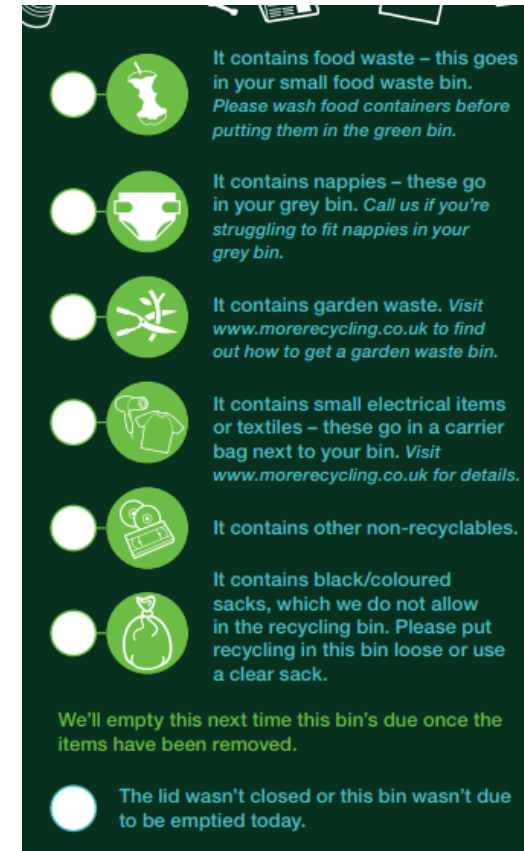 It contains food waste – this goes
in your small food waste bin.
Please wash food containers before
putting them in the green bin.
It contains nappies – these go
in your grey bin. Call us if you're
struggling to fit nappies in your
grey bin.
It contains garden waste. Visit
www.morerecycling.co.uk to find
out how to get a garden waste bin.
It contains small electrical items
or textiles – these go in a carrier
bag next to your bin. Visit
www.morerecycling.co.uk for details.
It contains other non-recyclables.
It contains black/coloured
sacks, which we do not allow
in the recycling bin. Please put
recycling in this bin loose or use
a clear sack.
We'll empty this next time this bin's due once the
items have been removed.
The lid wasn't closed or this bin wasn't due
to be emptied today.